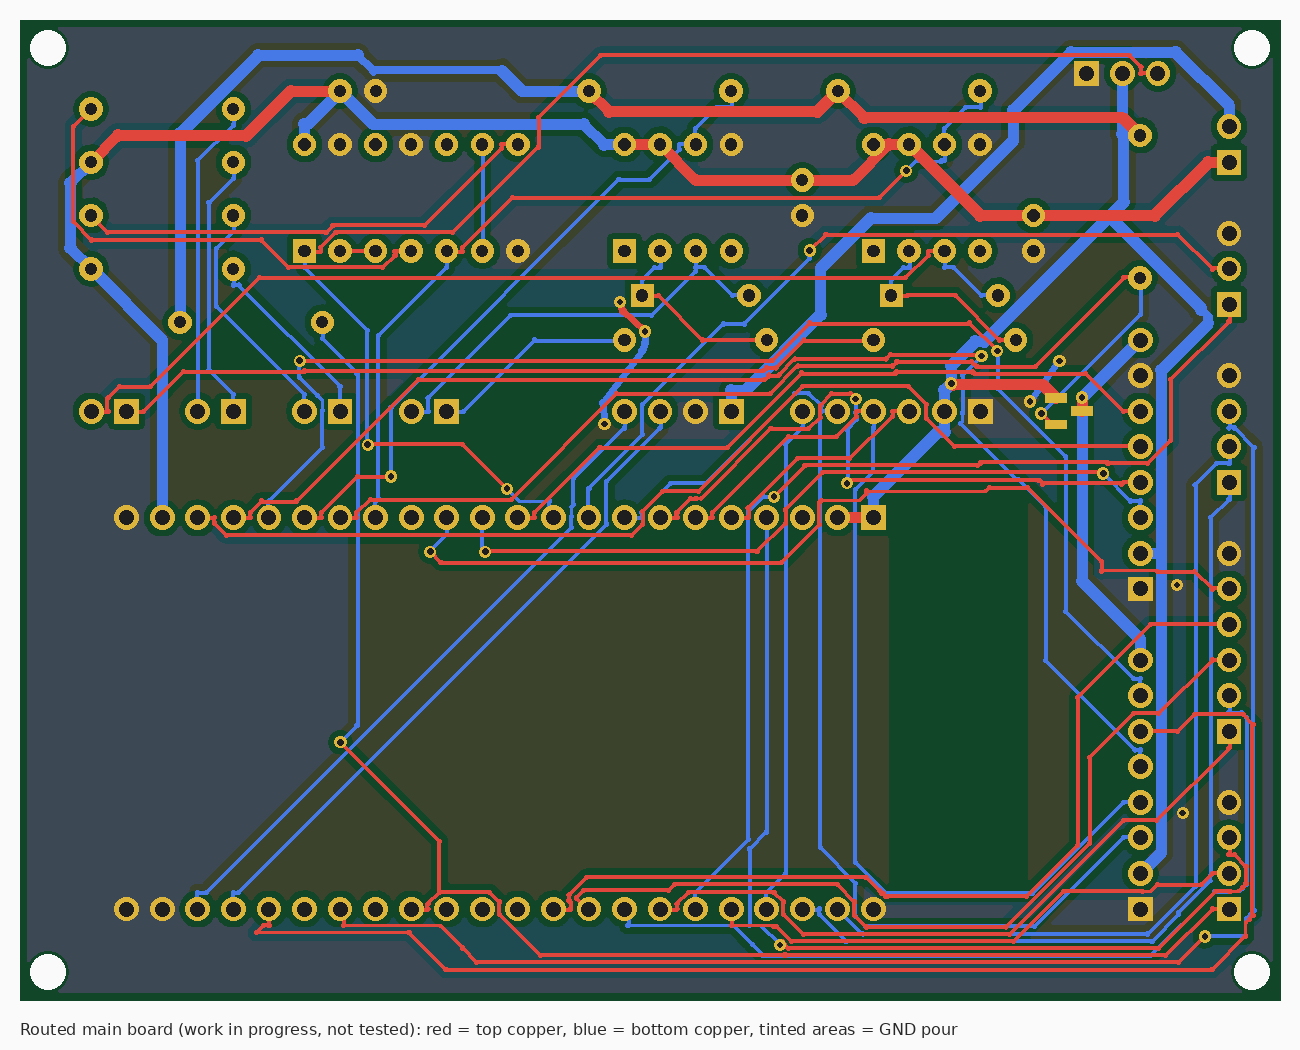 Routed main board (work in progress, not tested): red = top copper, blue = bottom copper, tinted areas = GND pour